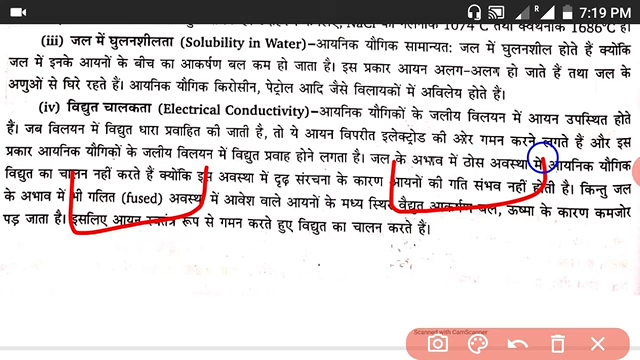 7:19 PM
1074°C तथा क्वथनांक 1686°C है।
(iii) जल में घुलनशीलता (Solubility in Water)–आयनिक यौगिक सामान्यत: जल में घुलनशील होते हैं क्योंकि
जल में इनके आयनों के बीच का आकर्षण बल कम हो जाता है। इस प्रकार आयन अलग-अलग हो जाते हैं तथा जल के
अणुओं से घिरे रहते हैं। आयनिक यौगिक किरोसीन, पेट्रोल आदि जैसे विलायकों में अविलेय होते हैं।
(iv) विद्युत चालकता (Electrical Conductivity)–आयनिक यौगिकों के जलीय विलयन में आयन उपस्थित होते
हैं। जब विलयन में विद्युत धारा प्रवाहित की जाती है, तो ये आयन विपरीत इलेक्ट्रोड की ओर गमन करने लगते हैं और इस
प्रकार आयनिक यौगिकों के जलीय विलयन में विद्युत प्रवाह होने लगता है। जल के अभाव में ठोस अवस्था में आयनिक यौगिक
विद्युत का चालन नहीं करते हैं क्योंकि इस अवस्था में दृढ़ संरचना के कारण आयनों की गति संभव नहीं होती है। किन्तु जल
के अभाव में भी गलित (fused) अवस्था में आवेश वाले आयनों के मध्य स्थिर वैद्युत आकर्षण बल, ऊष्मा के कारण कमजोर
पड़ जाता है। इसलिए आयन स्वतंत्र रूप से गमन करते हुए विद्युत का चालन करते हैं।
Scanned with CamScanner